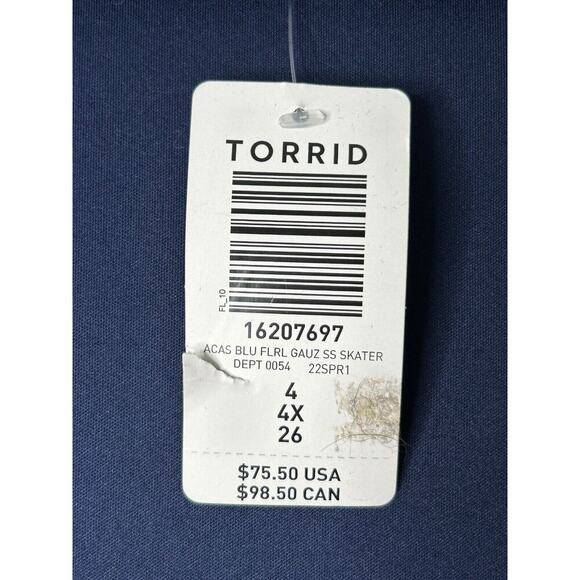 TORRID
FL_10
16207697
ACAS BLU FLRL GAUZ SS SKATER
DEPT 0054 22SPR1
4
4X
26
$75.50 USA
$98.50 CAN